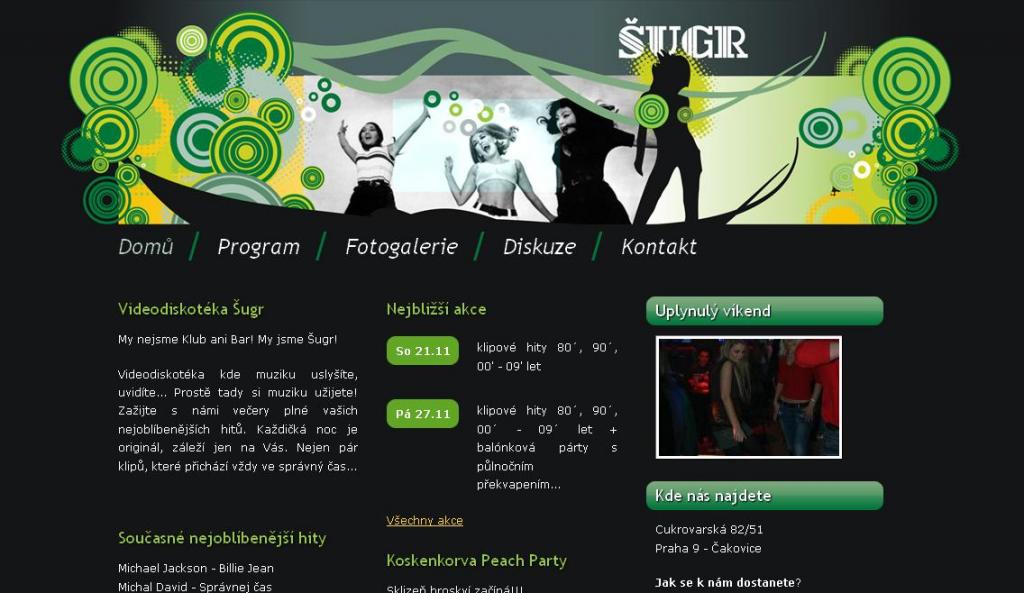 ŠUGR
Domů / Program / Fotogalerie / Diskuze / Kontakt
Videodiskotéka Šugr
My nejsme Klub ani Bar! My jsme Šugr!
Videodiskotéka kde muziku uslyšíte,
uvidíte... Prostě tady si muziku užijete!
Zažijte s námi večery plné vašich
nejoblíbenějších hitů. Každičká noc je
originál, záleží jen na Vás. Nejen pár
klipů, které přichází vždy ve správný čas...
Současné nejoblíbenější hity
Michael Jackson - Billie Jean
Michal David - Správnej čas
Nejbližší akce
So 21.11
klipové hity 80´, 90´,
00' - 09' let
Pá 27.11
klipové hity 80´, 90´,
00´ - 09´ let +
balónková párty s
půlnočním
překvapením...
Všechny akce
Koskenkorva Peach Party
Sklizeň broskví začíná!!!
Uplynulý víkend
Kde nás najdete
Cukrovarská 82/51
Praha 9 - Čakovice
Jak se k nám dostanete?